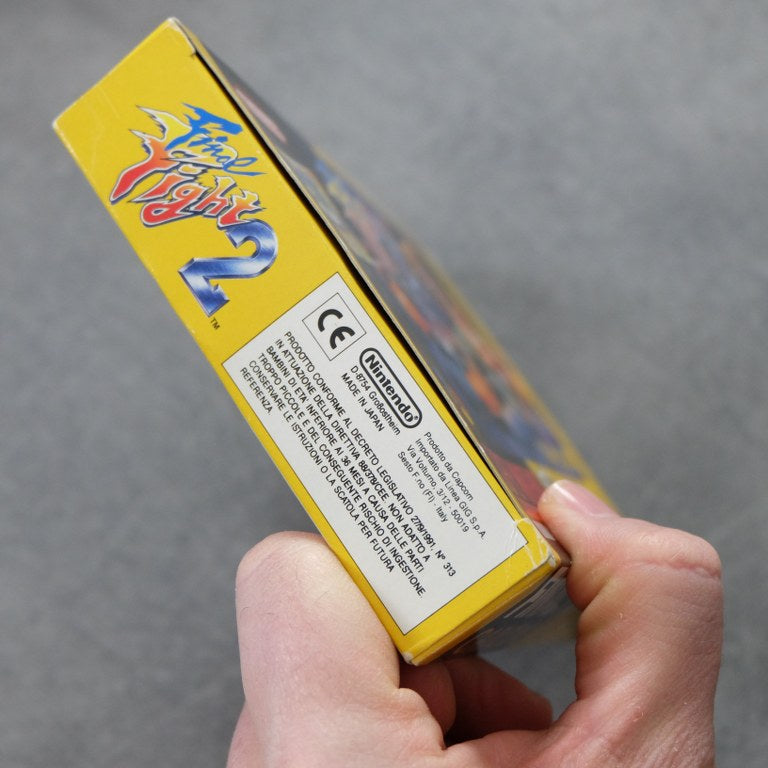 Final
Fight
2
TM
CE
Nintendo®
D-8754 Großostheim
MADE IN JAPAN
Prodotto da Capcom
Importato da Linea GIG S.p.A.
Via Volturno, 3/12 - 50019
Sesto F.no (FI) - Italy
PRODOTTO CONFORME AL DECRETO LEGISLATIVO 27/9/1991, N° 313
IN ATTUAZIONE DELLA DIRETTIVA 88/378/CEE. NON ADATTO A
BAMBINI DI ETA' INFERIORE AI 36 MESI A CAUSA DELLE PARTI
TROPPO PICCOLE E DEL CONSEGUENTE RISCHIO DI INGESTIONE.
CONSERVARE LE ISTRUZIONI O LA SCATOLA PER FUTURA
REFERENZA